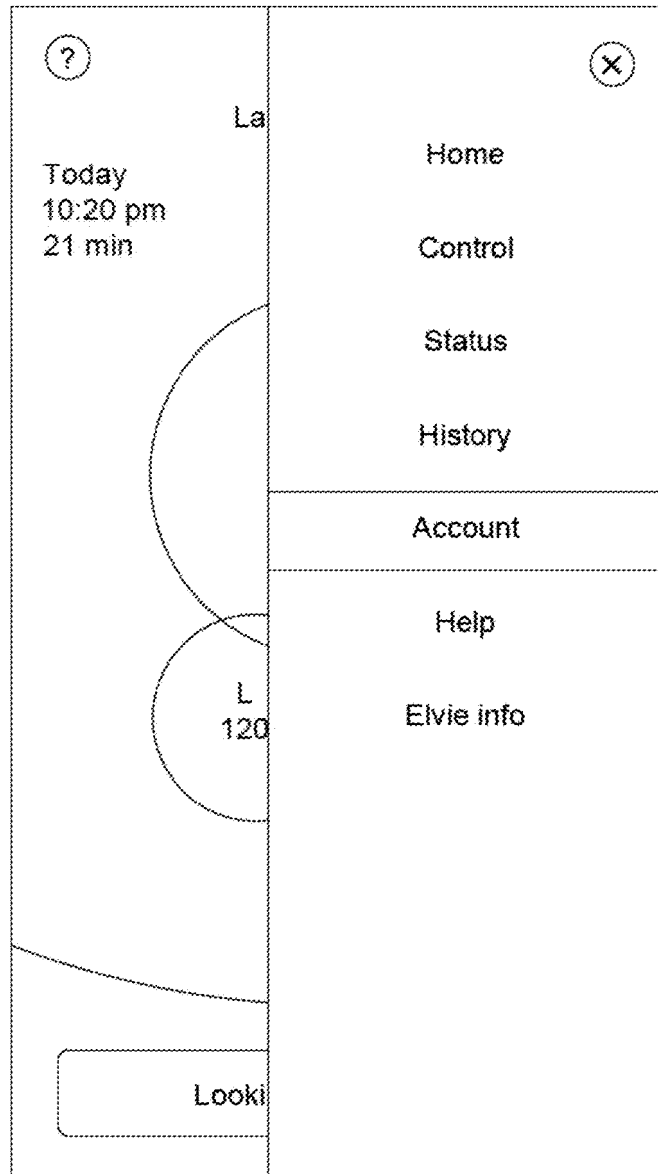 ?
La
Today
10:20 pm
21 min
L
120
Looki
Home
Control
Status
History
Account
Help
Elvie info